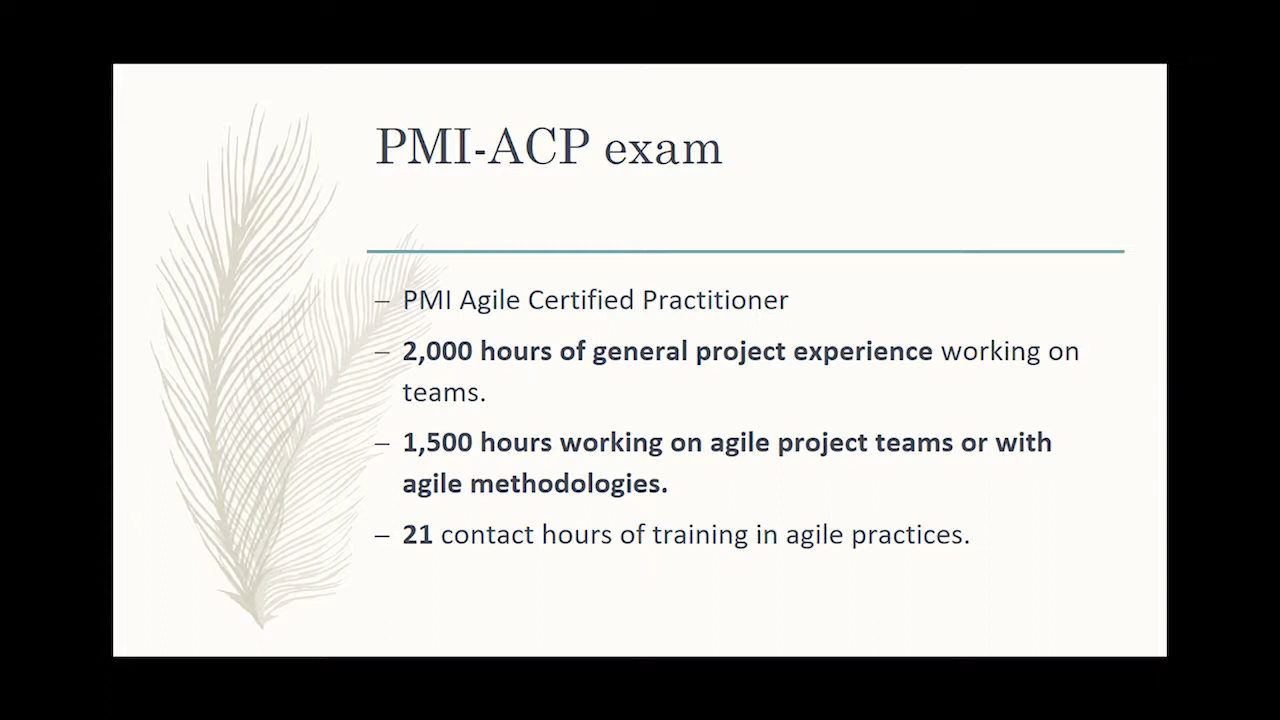 PMI-ACP exam
– PMI Agile Certified Practitioner
– 2,000 hours of general project experience working on
teams.
– 1,500 hours working on agile project teams or with
agile methodologies.
– 21 contact hours of training in agile practices.